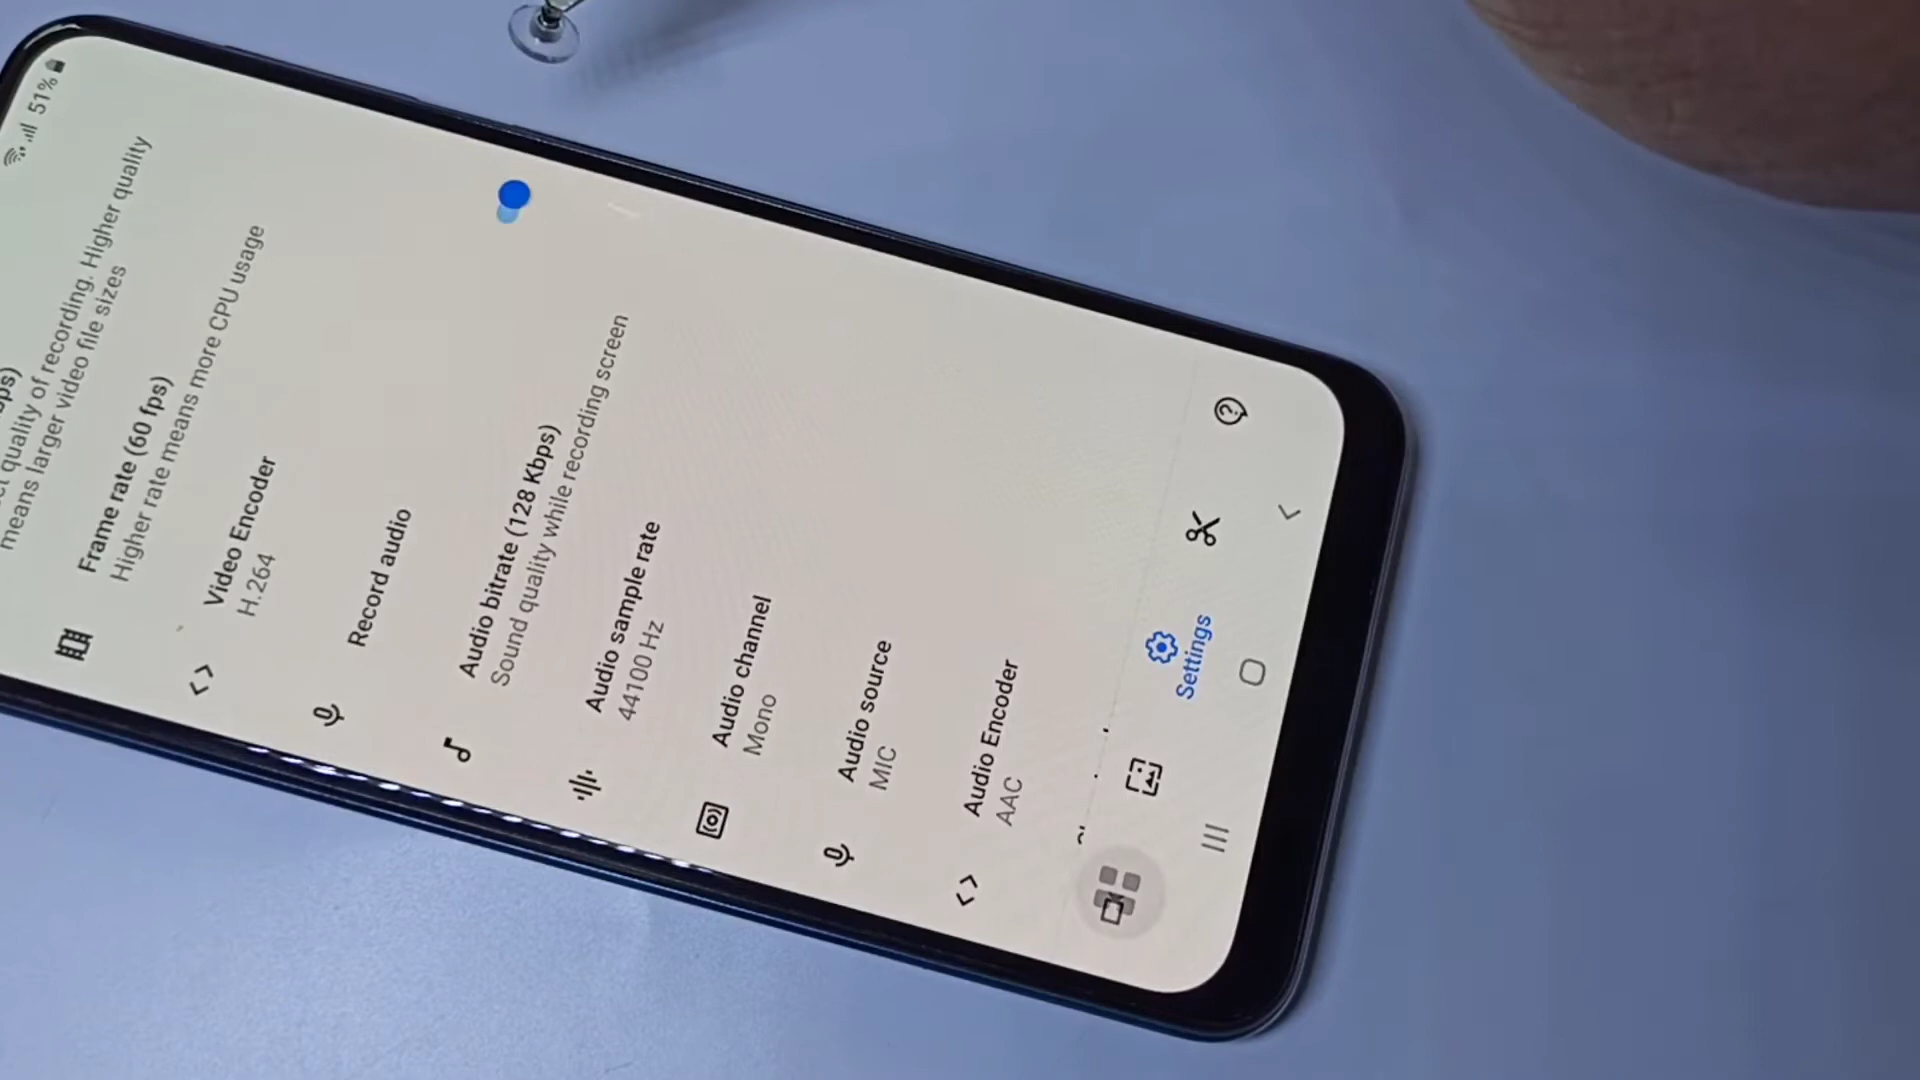 51%
quality of recording. Higher quality
means larger video file sizes
Frame rate (60 fps)
Higher rate means more CPU usage
Video Encoder
H.264
Record audio
Audio bitrate (128 Kbps)
Sound quality while recording screen
Audio sample rate
44100 Hz
Audio channel
Mono
Audio source
MIC
Audio Encoder
AAC
Settings